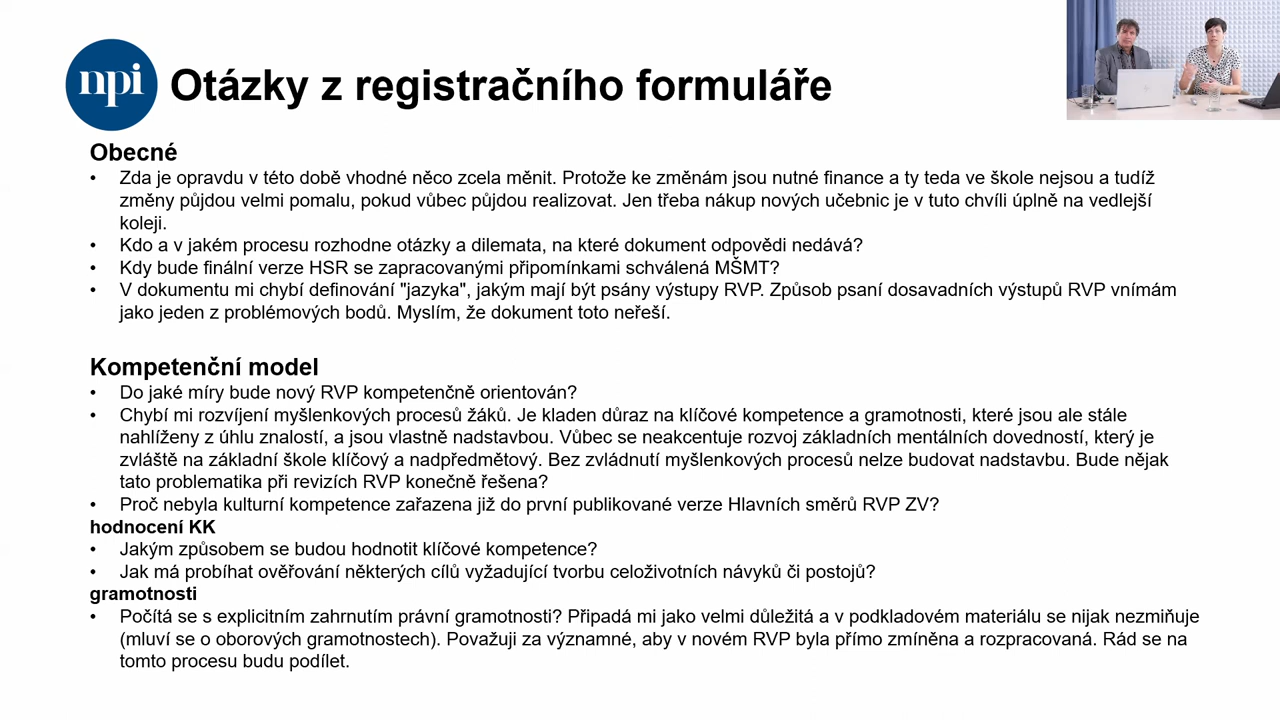 npi
Otázky z registračního formuláře
Obecné
• Zda je opravdu v této době vhodné něco zcela měnit. Protože ke změnám jsou nutné finance a ty teda ve škole nejsou a tudíž
změny půjdou velmi pomalu, pokud vůbec půjdou realizovat. Jen třeba nákup nových učebnic je v tuto chvíli úplně na vedlejší
koleji.
• Kdo a v jakém procesu rozhodne otázky a dilemata, na které dokument odpovědi nedává?
• Kdy bude finální verze HSR se zapracovanými připomínkami schválená MŠMT?
• V dokumentu mi chybí definování "jazyka", jakým mají být psány výstupy RVP. Způsob psaní dosavadních výstupů RVP vnímám
jako jeden z problémových bodů. Myslím, že dokument toto neřeší.
Kompetenční model
• Do jaké míry bude nový RVP kompetenčně orientován?
• Chybí mi rozvíjení myšlenkových procesů žáků. Je kladen důraz na klíčové kompetence a gramotnosti, které jsou ale stále
nahlíženy z úhlu znalostí, a jsou vlastně nadstavbou. Vůbec se neakcentuje rozvoj základních mentálních dovedností, který je
zvláště na základní škole klíčový a nadpředmětový. Bez zvládnutí myšlenkových procesů nelze budovat nadstavbu. Bude nějak
tato problematika při revizích RVP konečně řešena?
• Proč nebyla kulturní kompetence zařazena již do první publikované verze Hlavních směrů RVP ZV?
hodnocení KK
• Jakým způsobem se budou hodnotit klíčové kompetence?
• Jak má probíhat ověřování některých cílů vyžadující tvorbu celoživotních návyků či postojů?
gramotnosti
• Počítá se s explicitním zahrnutím právní gramotnosti? Připadá mi jako velmi důležitá a v podkladovém materiálu se nijak nezmiňuje
(mluví se o oborových gramotnostech). Považuji za významné, aby v novém RVP byla přímo zmíněna a rozpracovaná. Rád se na
tomto procesu budu podílet.